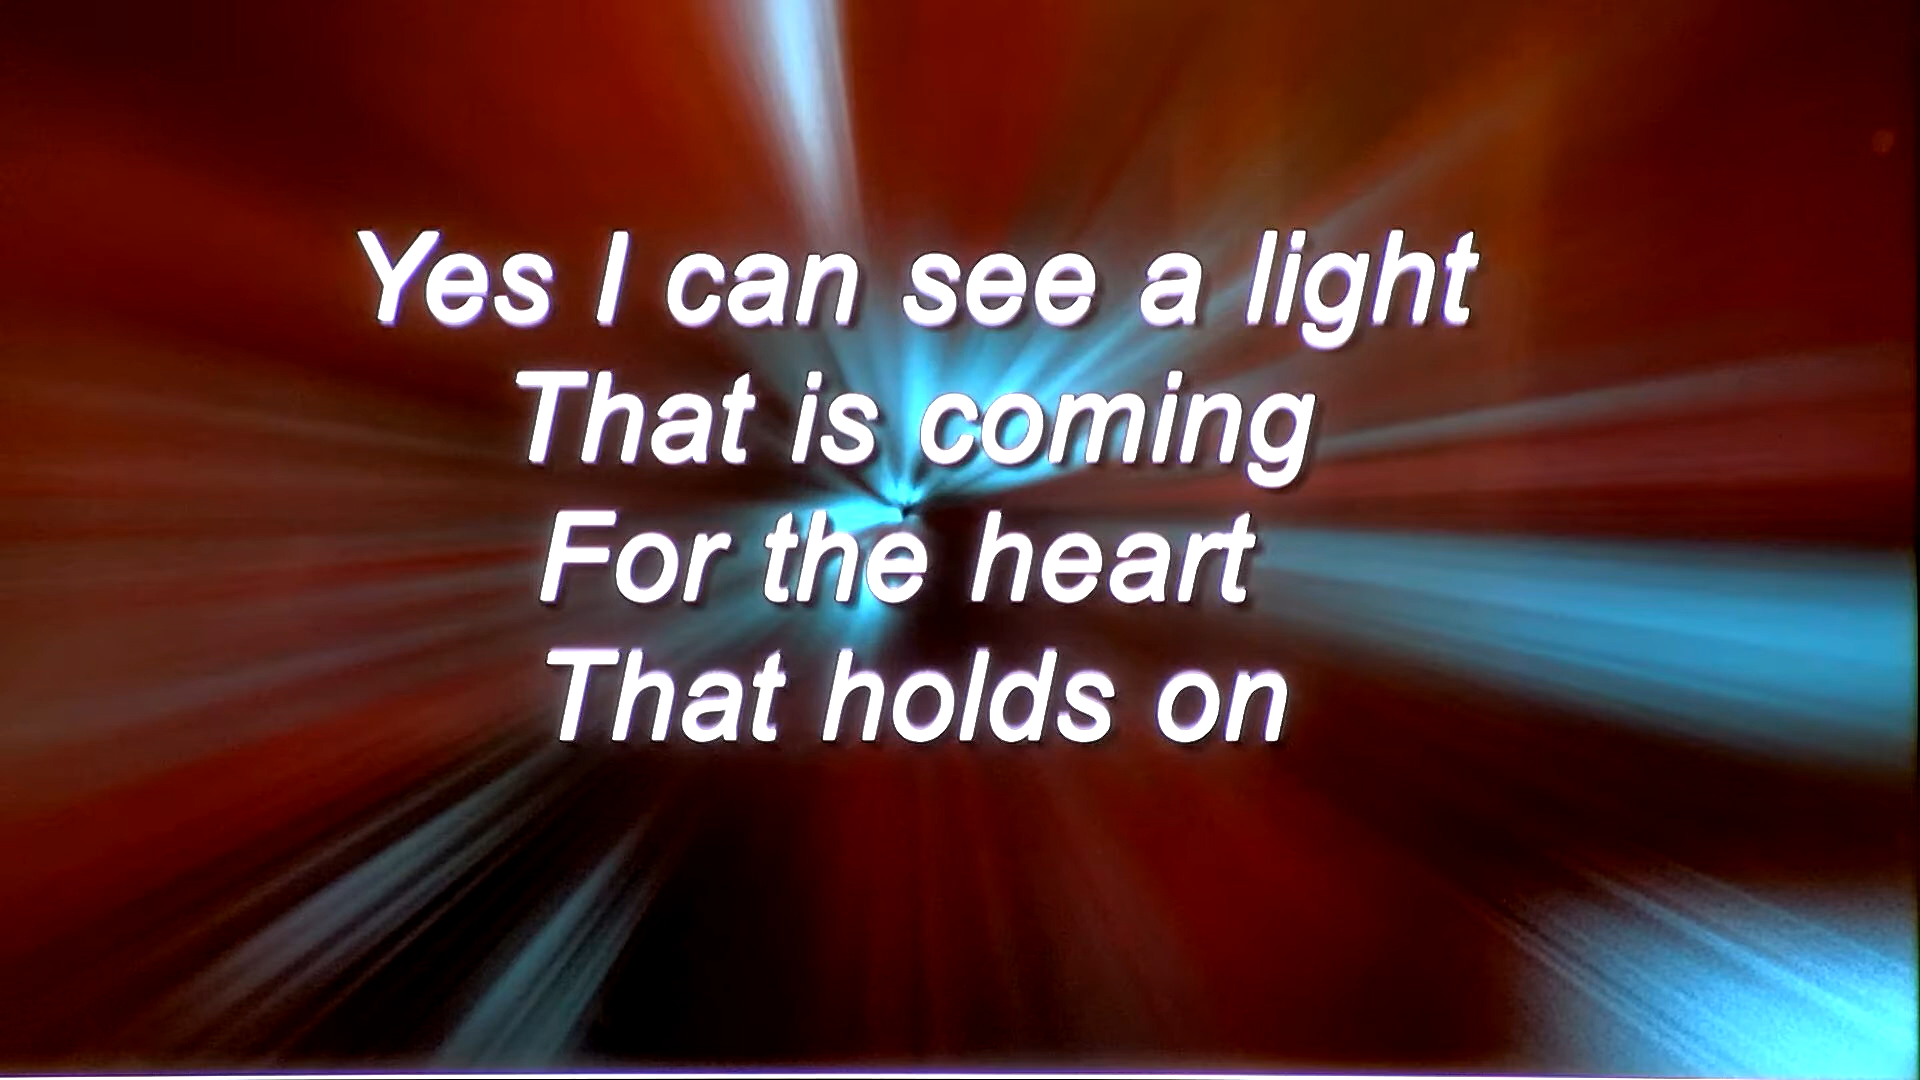 Yes I can see a light
That is coming
For the heart
That holds on